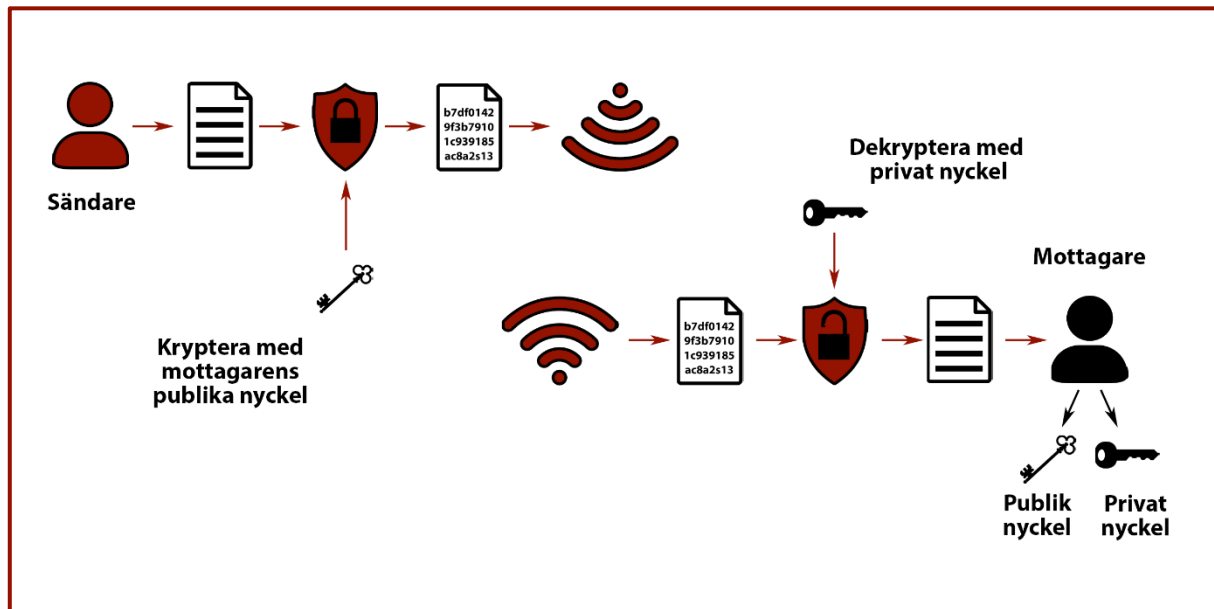 Sändare
b7df0142
9f3b7910
1c939185
ac8a2s13
Kryptera med
mottagarens
publika nyckel
Dekryptera med
privat nyckel
b7df0142
9f3b7910
1c939185
ac8a2s13
Mottagare
Publik
nyckel
Privat
nyckel